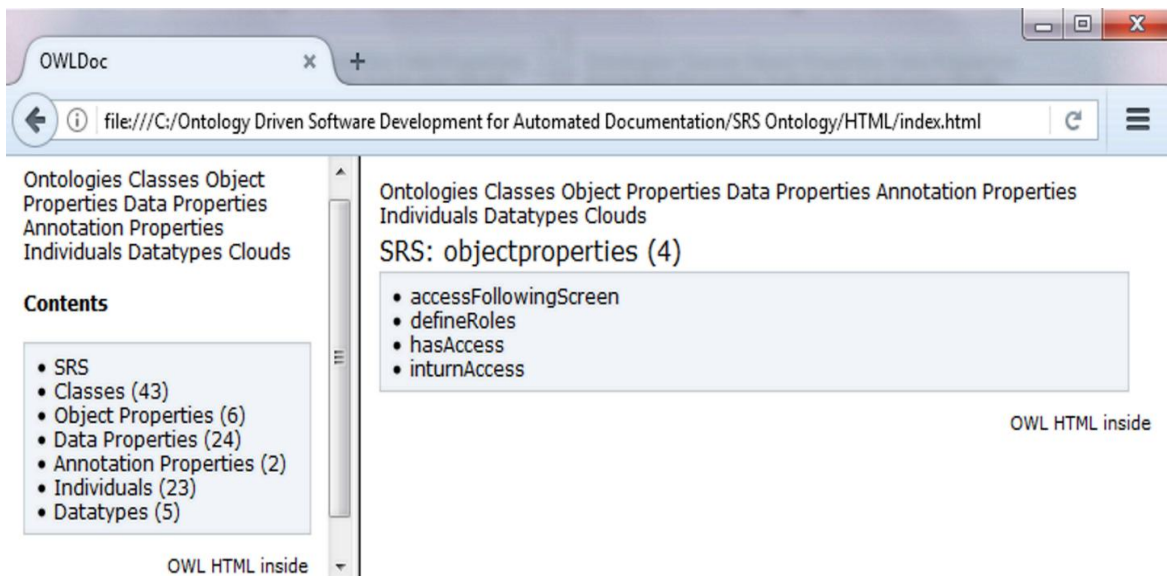 OWLDoc
file:///C:/Ontology Driven Software Development for Automated Documentation/SRS Ontology/HTML/index.html
Ontologies Classes Object
Properties Data Properties
Annotation Properties
Individuals Datatypes Clouds
Contents
• SRS
• Classes (43)
• Object Properties (6)
• Data Properties (24)
• Annotation Properties (2)
• Individuals (23)
• Datatypes (5)
OWL HTML inside
Ontologies Classes Object Properties Data Properties Annotation Properties
Individuals Datatypes Clouds
SRS: objectproperties (4)
• accessFollowingScreen
• defineRoles
• hasAccess
• inturnAccess
OWL HTML inside